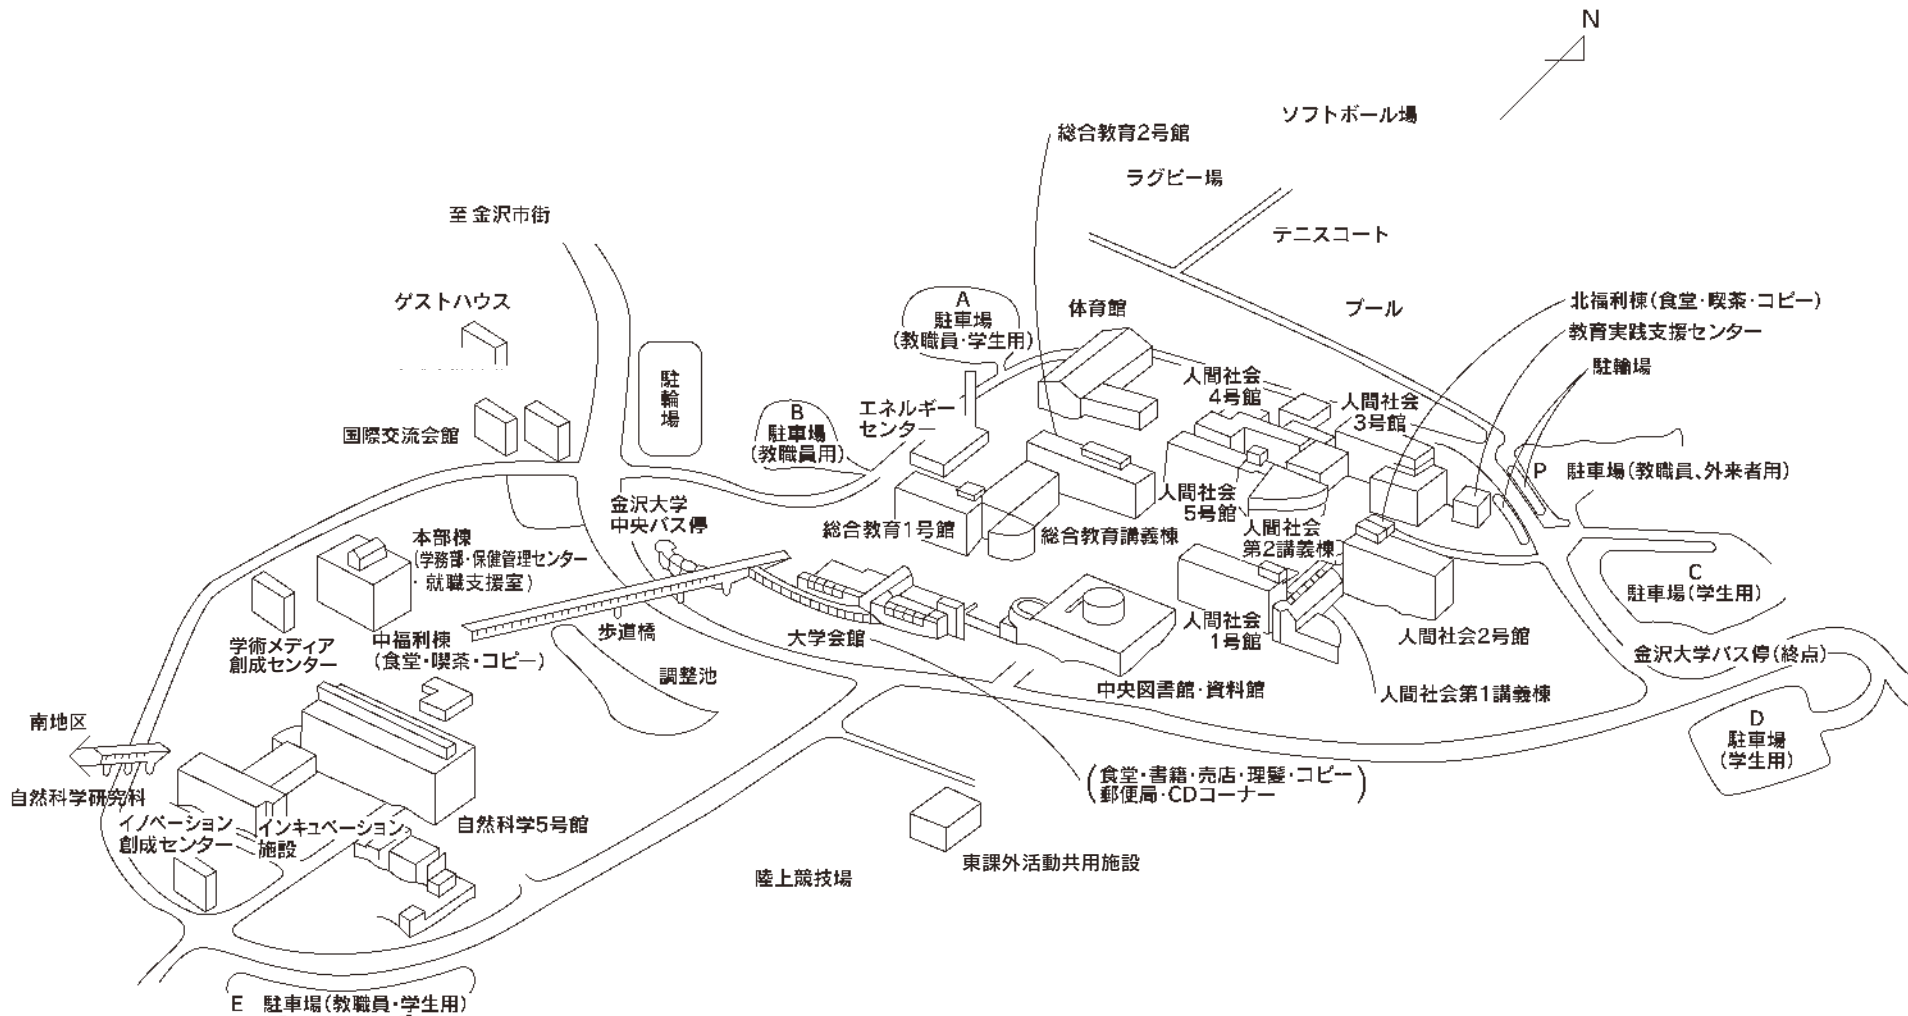 N
ソフトボール場
総合教育2号館
ラグビー場
至 金沢市街
テニスコート
ゲストハウス
A
駐車場
(教職員・学生用)
体育館
プール
北福利棟(食堂・喫茶・コピー)
教育実践支援センター
駐輪場
駐輪場
人間社会
4号館
人間社会
3号館
エネルギー
センター
B
駐車場
(教職員用)
国際交流会館
P 駐車場(教職員、外来者用)
金沢大学
中央バス停
総合教育1号館
総合教育講義棟
人間社会
5号館
人間社会
第2講義棟
本部棟
(学務部・保健管理センター
・就職支援室)
C
駐車場(学生用)
学術メディア
創成センター
中福利棟
(食堂・喫茶・コピー)
歩道橋
大学会館
人間社会
1号館
人間社会2号館
金沢大学バス停(終点)
調整池
中央図書館・資料館
人間社会第1講義棟
南地区
D
駐車場
(学生用)
自然科学研究科
(食堂・書籍・売店・理髪・コピー
郵便局・CDコーナー)
イノベーション
創成センター
インキュベーション
施設
自然科学5号館
東課外活動共用施設
陸上競技場
E 駐車場(教職員・学生用)